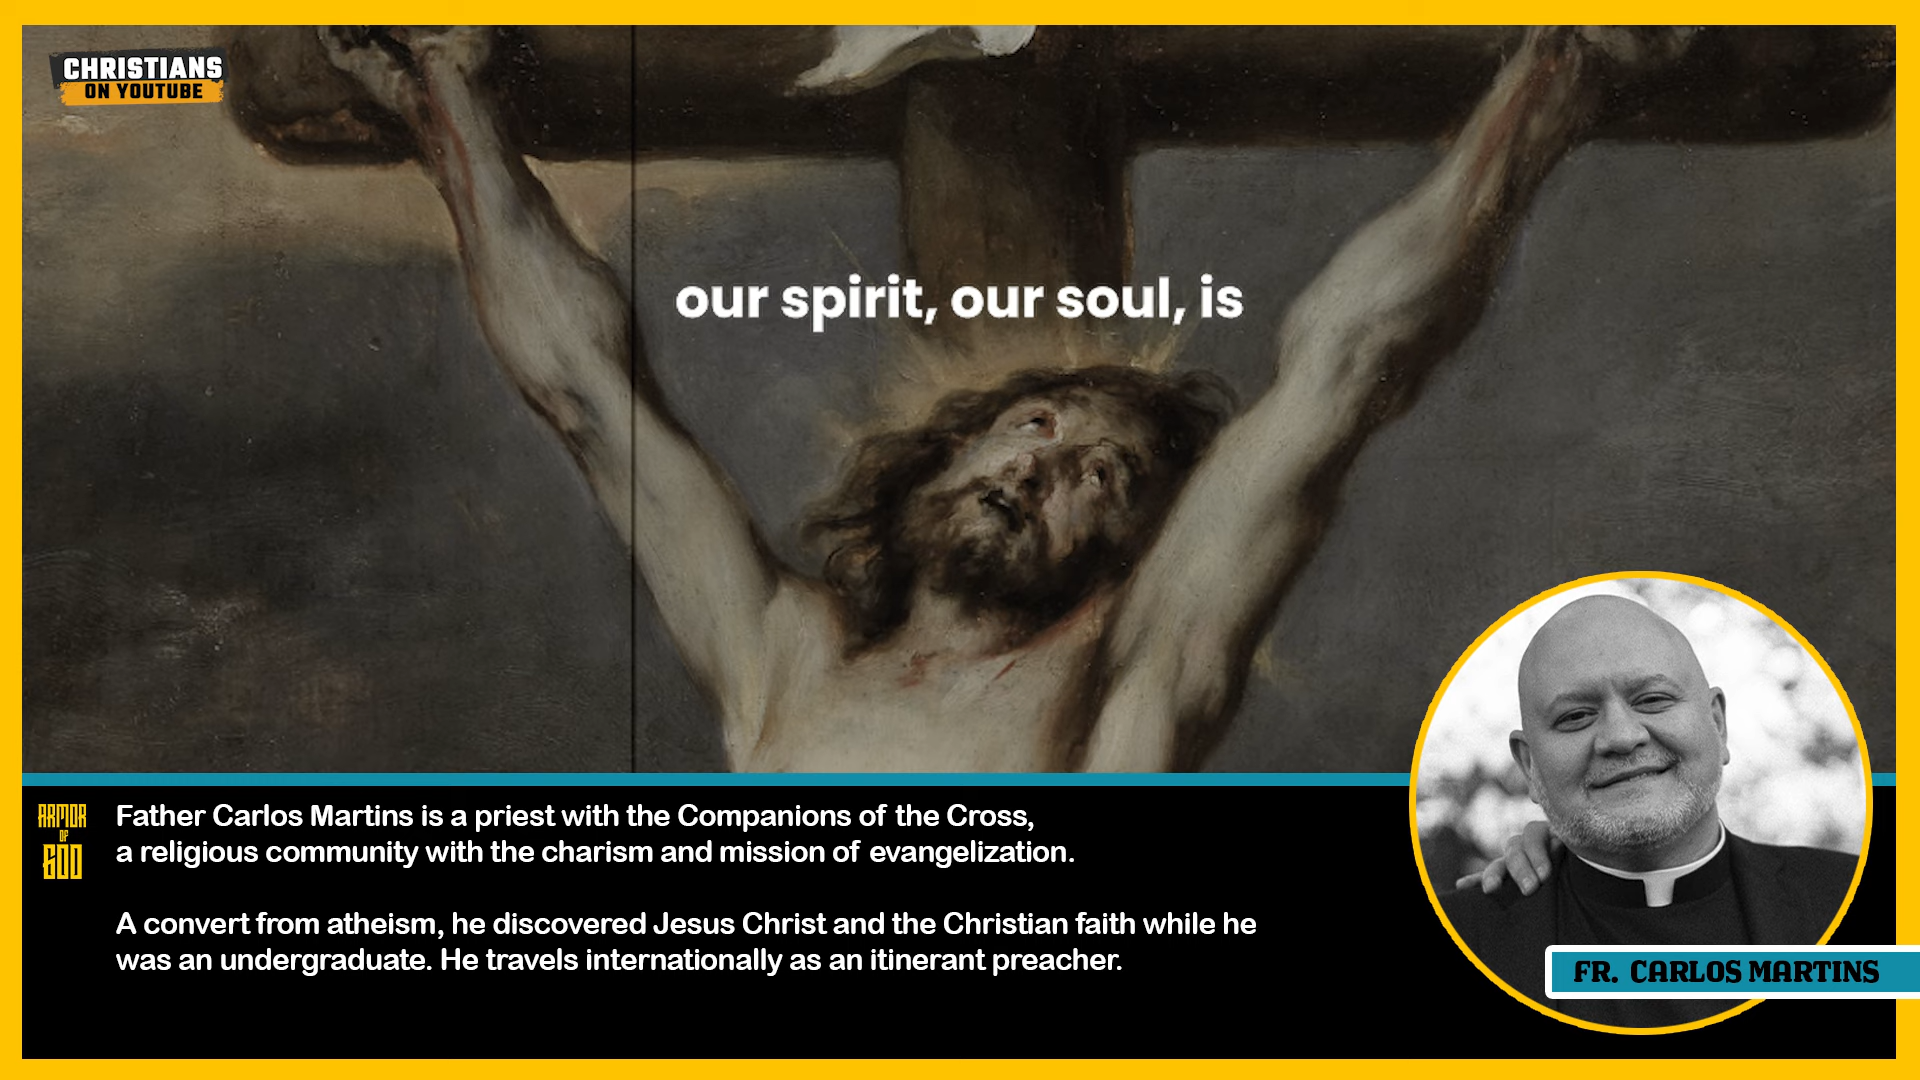 CHRISTIANS
ON YOUTUBE
our spirit, our soul, is
ARMOR
OF
GOD
Father Carlos Martins is a priest with the Companions of the Cross,
a religious community with the charism and mission of evangelization.
A convert from atheism, he discovered Jesus Christ and the Christian faith while he
was an undergraduate. He travels internationally as an itinerant preacher.
FR. CARLOS MARTINS